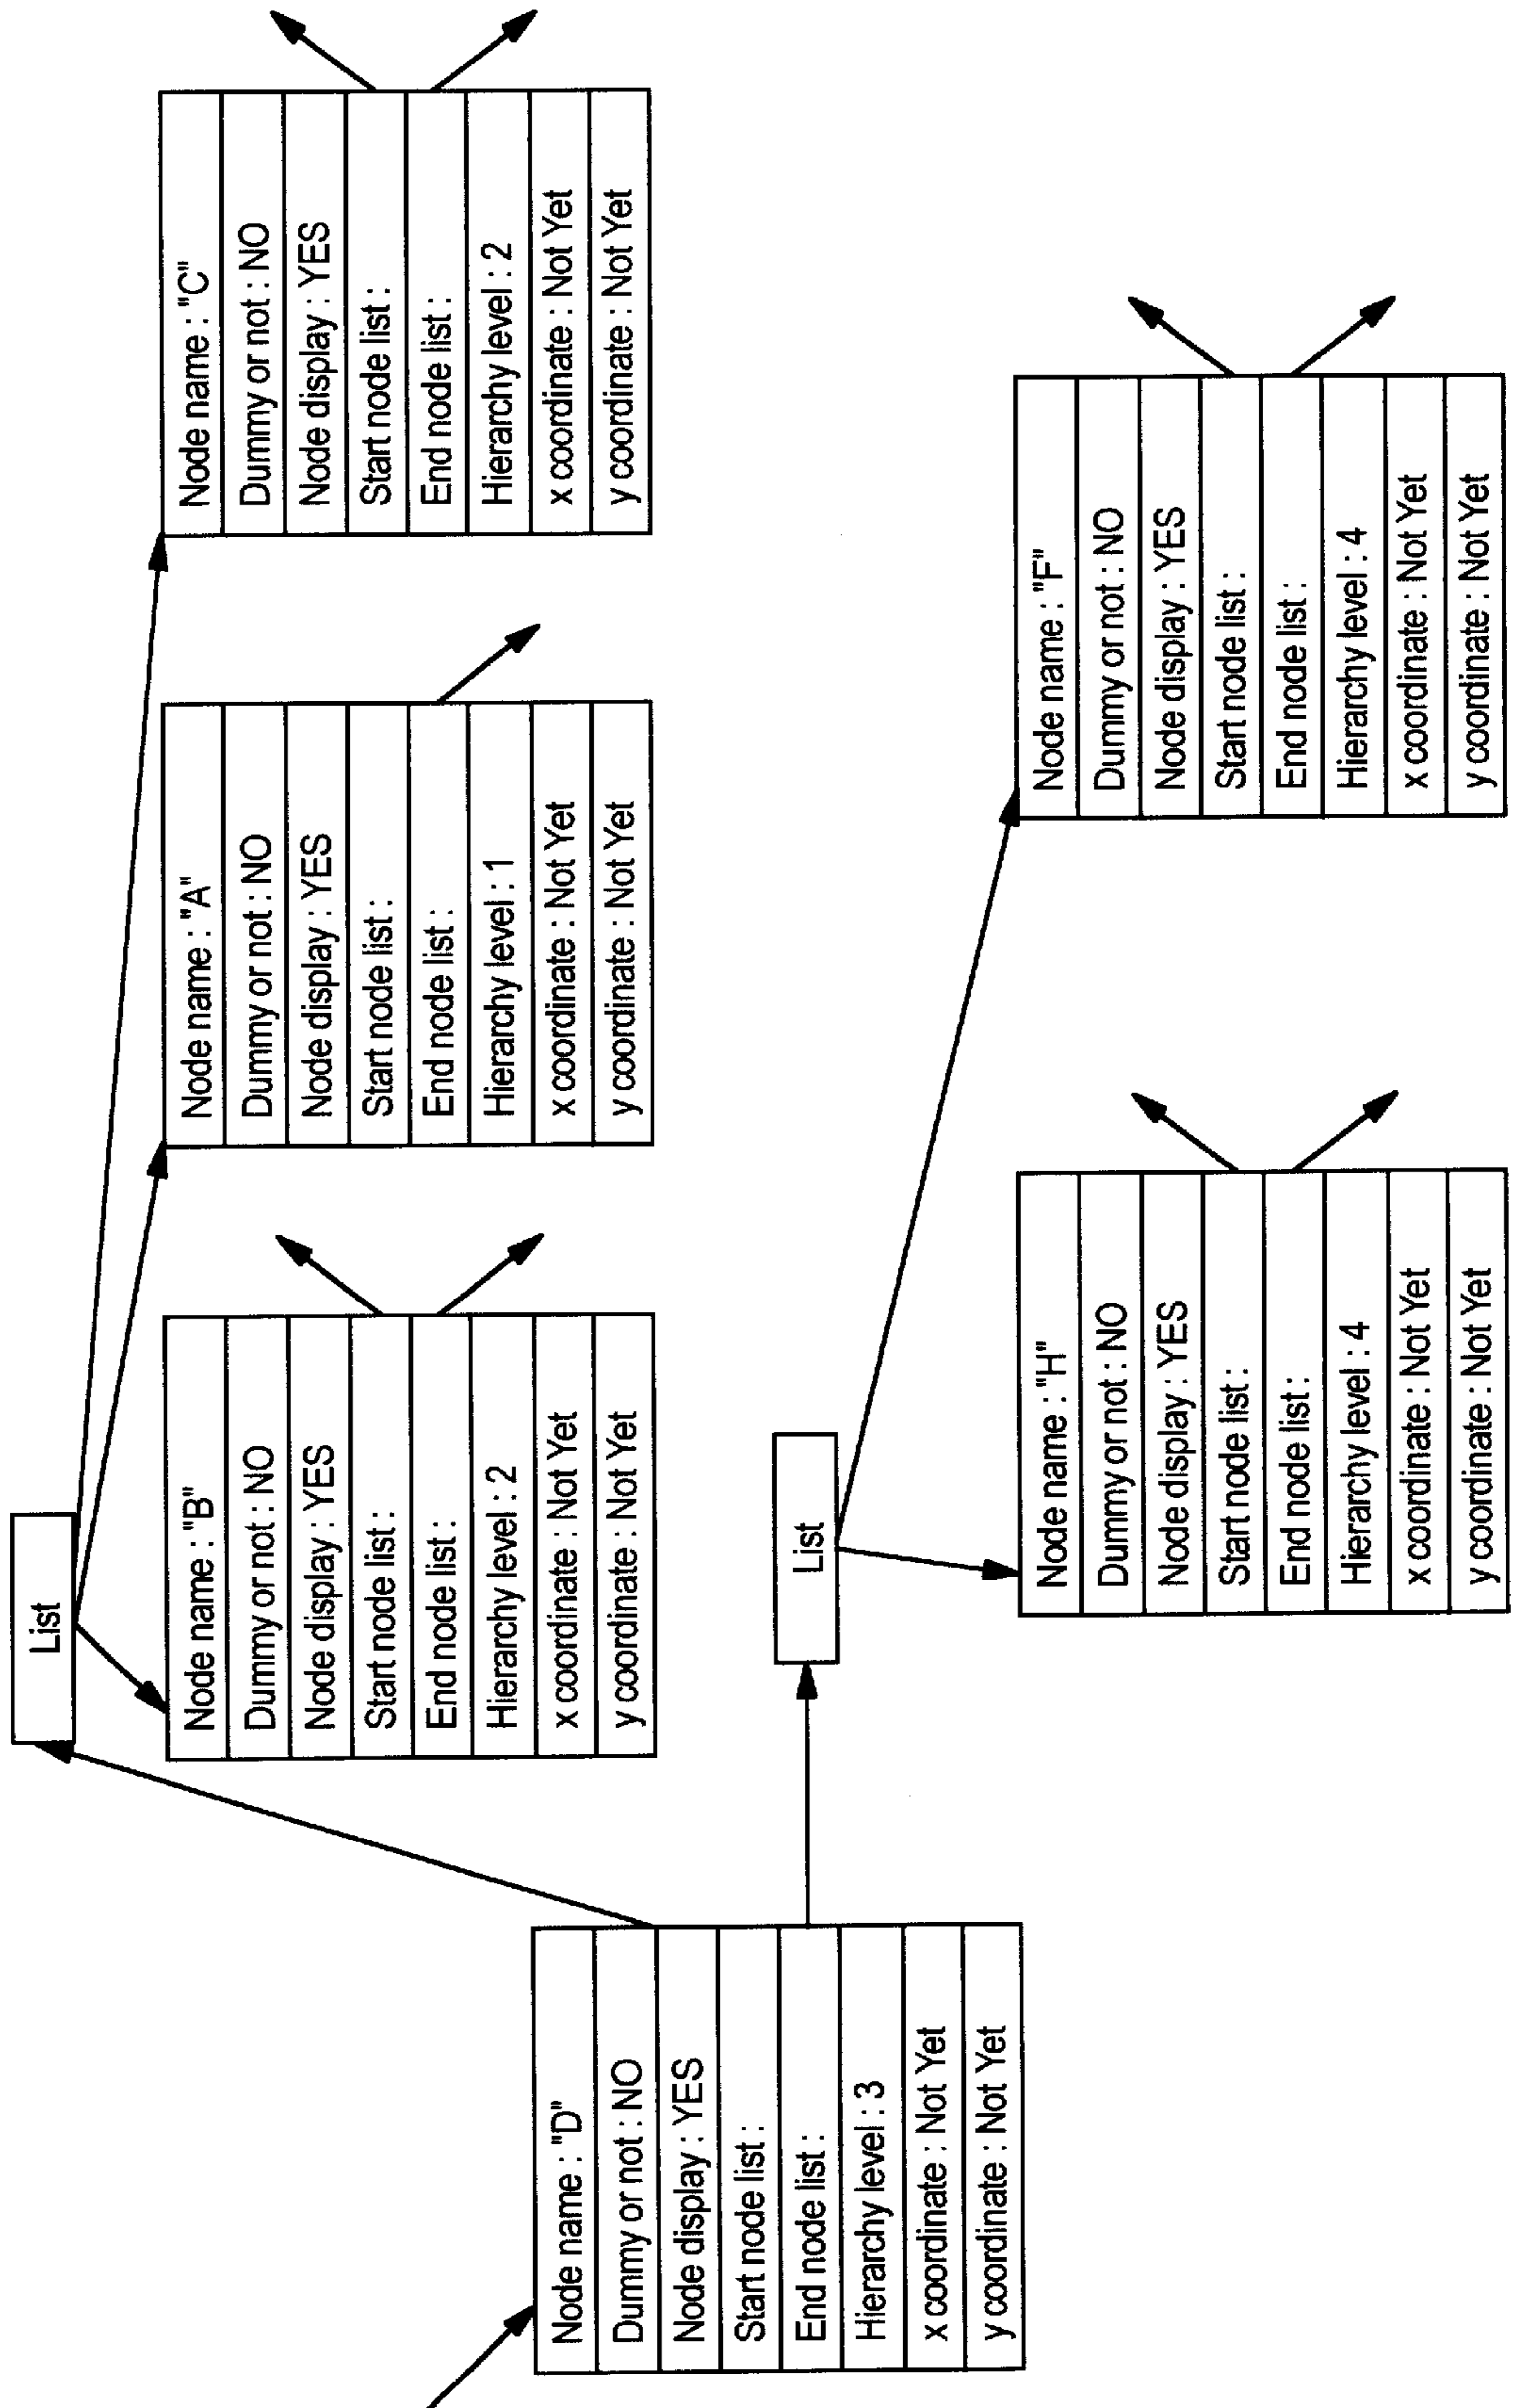 List
Node name : "B"
Dummy or not : NO
Node display : YES
Start node list :
End node list :
Hierarchy level : 2
x coordinate : Not Yet
y coordinate : Not Yet
Node name : "A"
Dummy or not : NO
Node display : YES
Start node list :
End node list :
Hierarchy level : 1
x coordinate : Not Yet
y coordinate : Not Yet
Node name : "C"
Dummy or not : NO
Node display : YES
Start node list :
End node list :
Hierarchy level : 2
x coordinate : Not Yet
y coordinate : Not Yet
Node name : "D"
Dummy or not : NO
Node display : YES
Start node list :
End node list :
Hierarchy level : 3
x coordinate : Not Yet
y coordinate : Not Yet
List
Node name : "H"
Dummy or not : NO
Node display : YES
Start node list :
End node list :
Hierarchy level : 4
x coordinate : Not Yet
y coordinate : Not Yet
Node name : "F"
Dummy or not : NO
Node display : YES
Start node list :
End node list :
Hierarchy level : 4
x coordinate : Not Yet
y coordinate : Not Yet